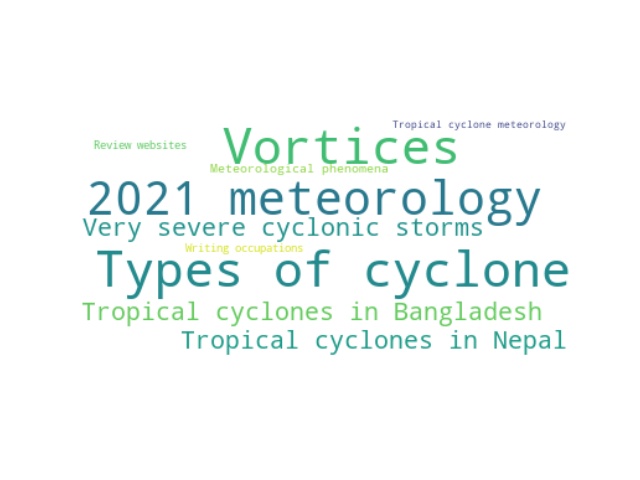 Tropical cyclone meteorology
Vortices
Review websites
Meteorological phenomena
2021 meteorology
Very severe cyclonic storms
Writing occupations
Types of cyclone
Tropical cyclones in Bangladesh
Tropical cyclones in Nepal